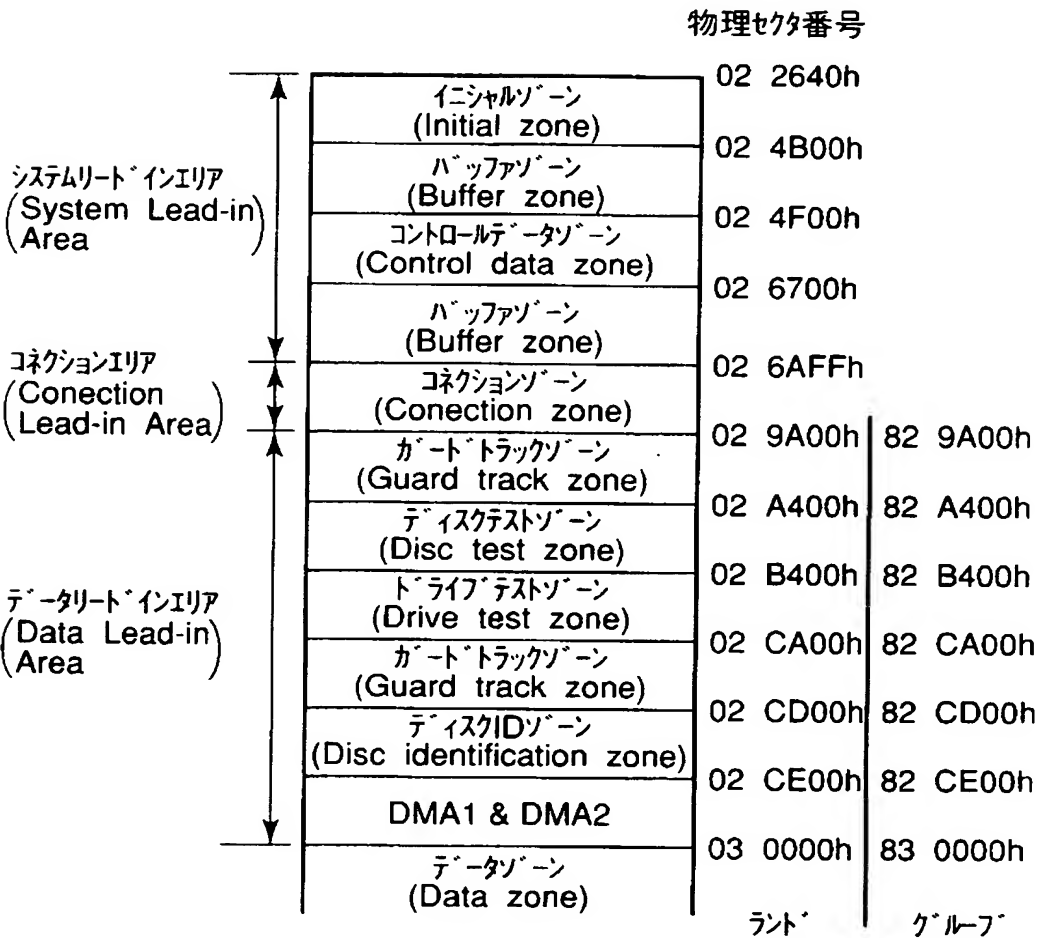 物理ｾｸﾀ番号
02 2640h
ｲﾆｼｬﾙｿﾞｰﾝ
(Initial zone)
02 4B00h
ﾊﾞｯﾌｧｿﾞｰﾝ
(Buffer zone)
ｼｽﾃﾑﾘｰﾄﾞｲﾝｴﾘｱ
(System Lead-in)
Area
02 4F00h
ｺﾝﾄﾛｰﾙﾃﾞｰﾀｿﾞｰﾝ
(Control data zone)
02 6700h
ﾊﾞｯﾌｧｿﾞｰﾝ
(Buffer zone)
02 6AFFh
ｺﾈｸｼｮﾝｴﾘｱ
(Conection
Lead-in Area)
ｺﾈｸｼｮﾝｿﾞｰﾝ
(Conection zone)
02 9A00h 82 9A00h
ｶﾞｰﾄﾞﾄﾗｯｸｿﾞｰﾝ
(Guard track zone)
02 A400h 82 A400h
ﾃﾞｨｽｸﾃｽﾄｿﾞｰﾝ
(Disc test zone)
02 B400h 82 B400h
ﾃﾞｰﾀﾘｰﾄﾞｲﾝｴﾘｱ
(Data Lead-in)
Area
ﾄﾞﾗｲﾌﾞﾃｽﾄｿﾞｰﾝ
(Drive test zone)
02 CA00h 82 CA00h
ｶﾞｰﾄﾞﾄﾗｯｸｿﾞｰﾝ
(Guard track zone)
02 CD00h 82 CD00h
ﾃﾞｨｽｸIDｿﾞｰﾝ
(Disc identification zone)
02 CE00h 82 CE00h
DMA1 & DMA2
03 0000h 83 0000h
ﾃﾞｰﾀｿﾞｰﾝ
(Data zone)
ﾗﾝﾄﾞ ｸﾞﾙｰﾌﾞ